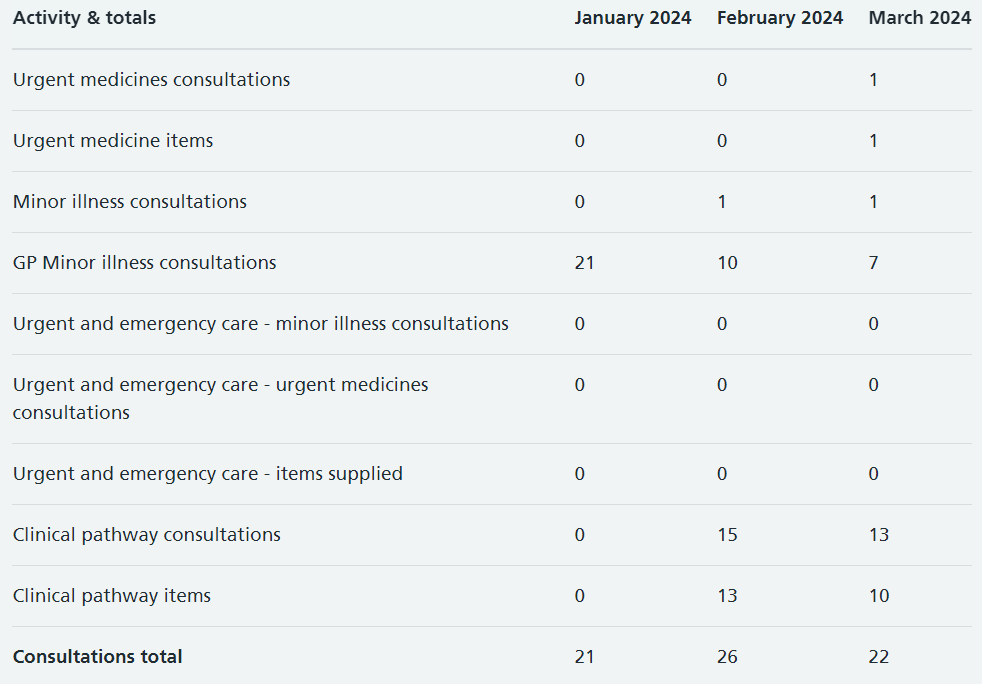 Activity & totals January 2024 February 2024 March 2024
Urgent medicines consultations 0 0 1
Urgent medicine items 0 0 1
Minor illness consultations 0 1 1
GP Minor illness consultations 21 10 7
Urgent and emergency care - minor illness consultations 0 0 0
Urgent and emergency care - urgent medicines 0 0 0
consultations
Urgent and emergency care - items supplied 0 0 0
Clinical pathway consultations 0 15 13
Clinical pathway items 0 13 10
Consultations total 21 26 22